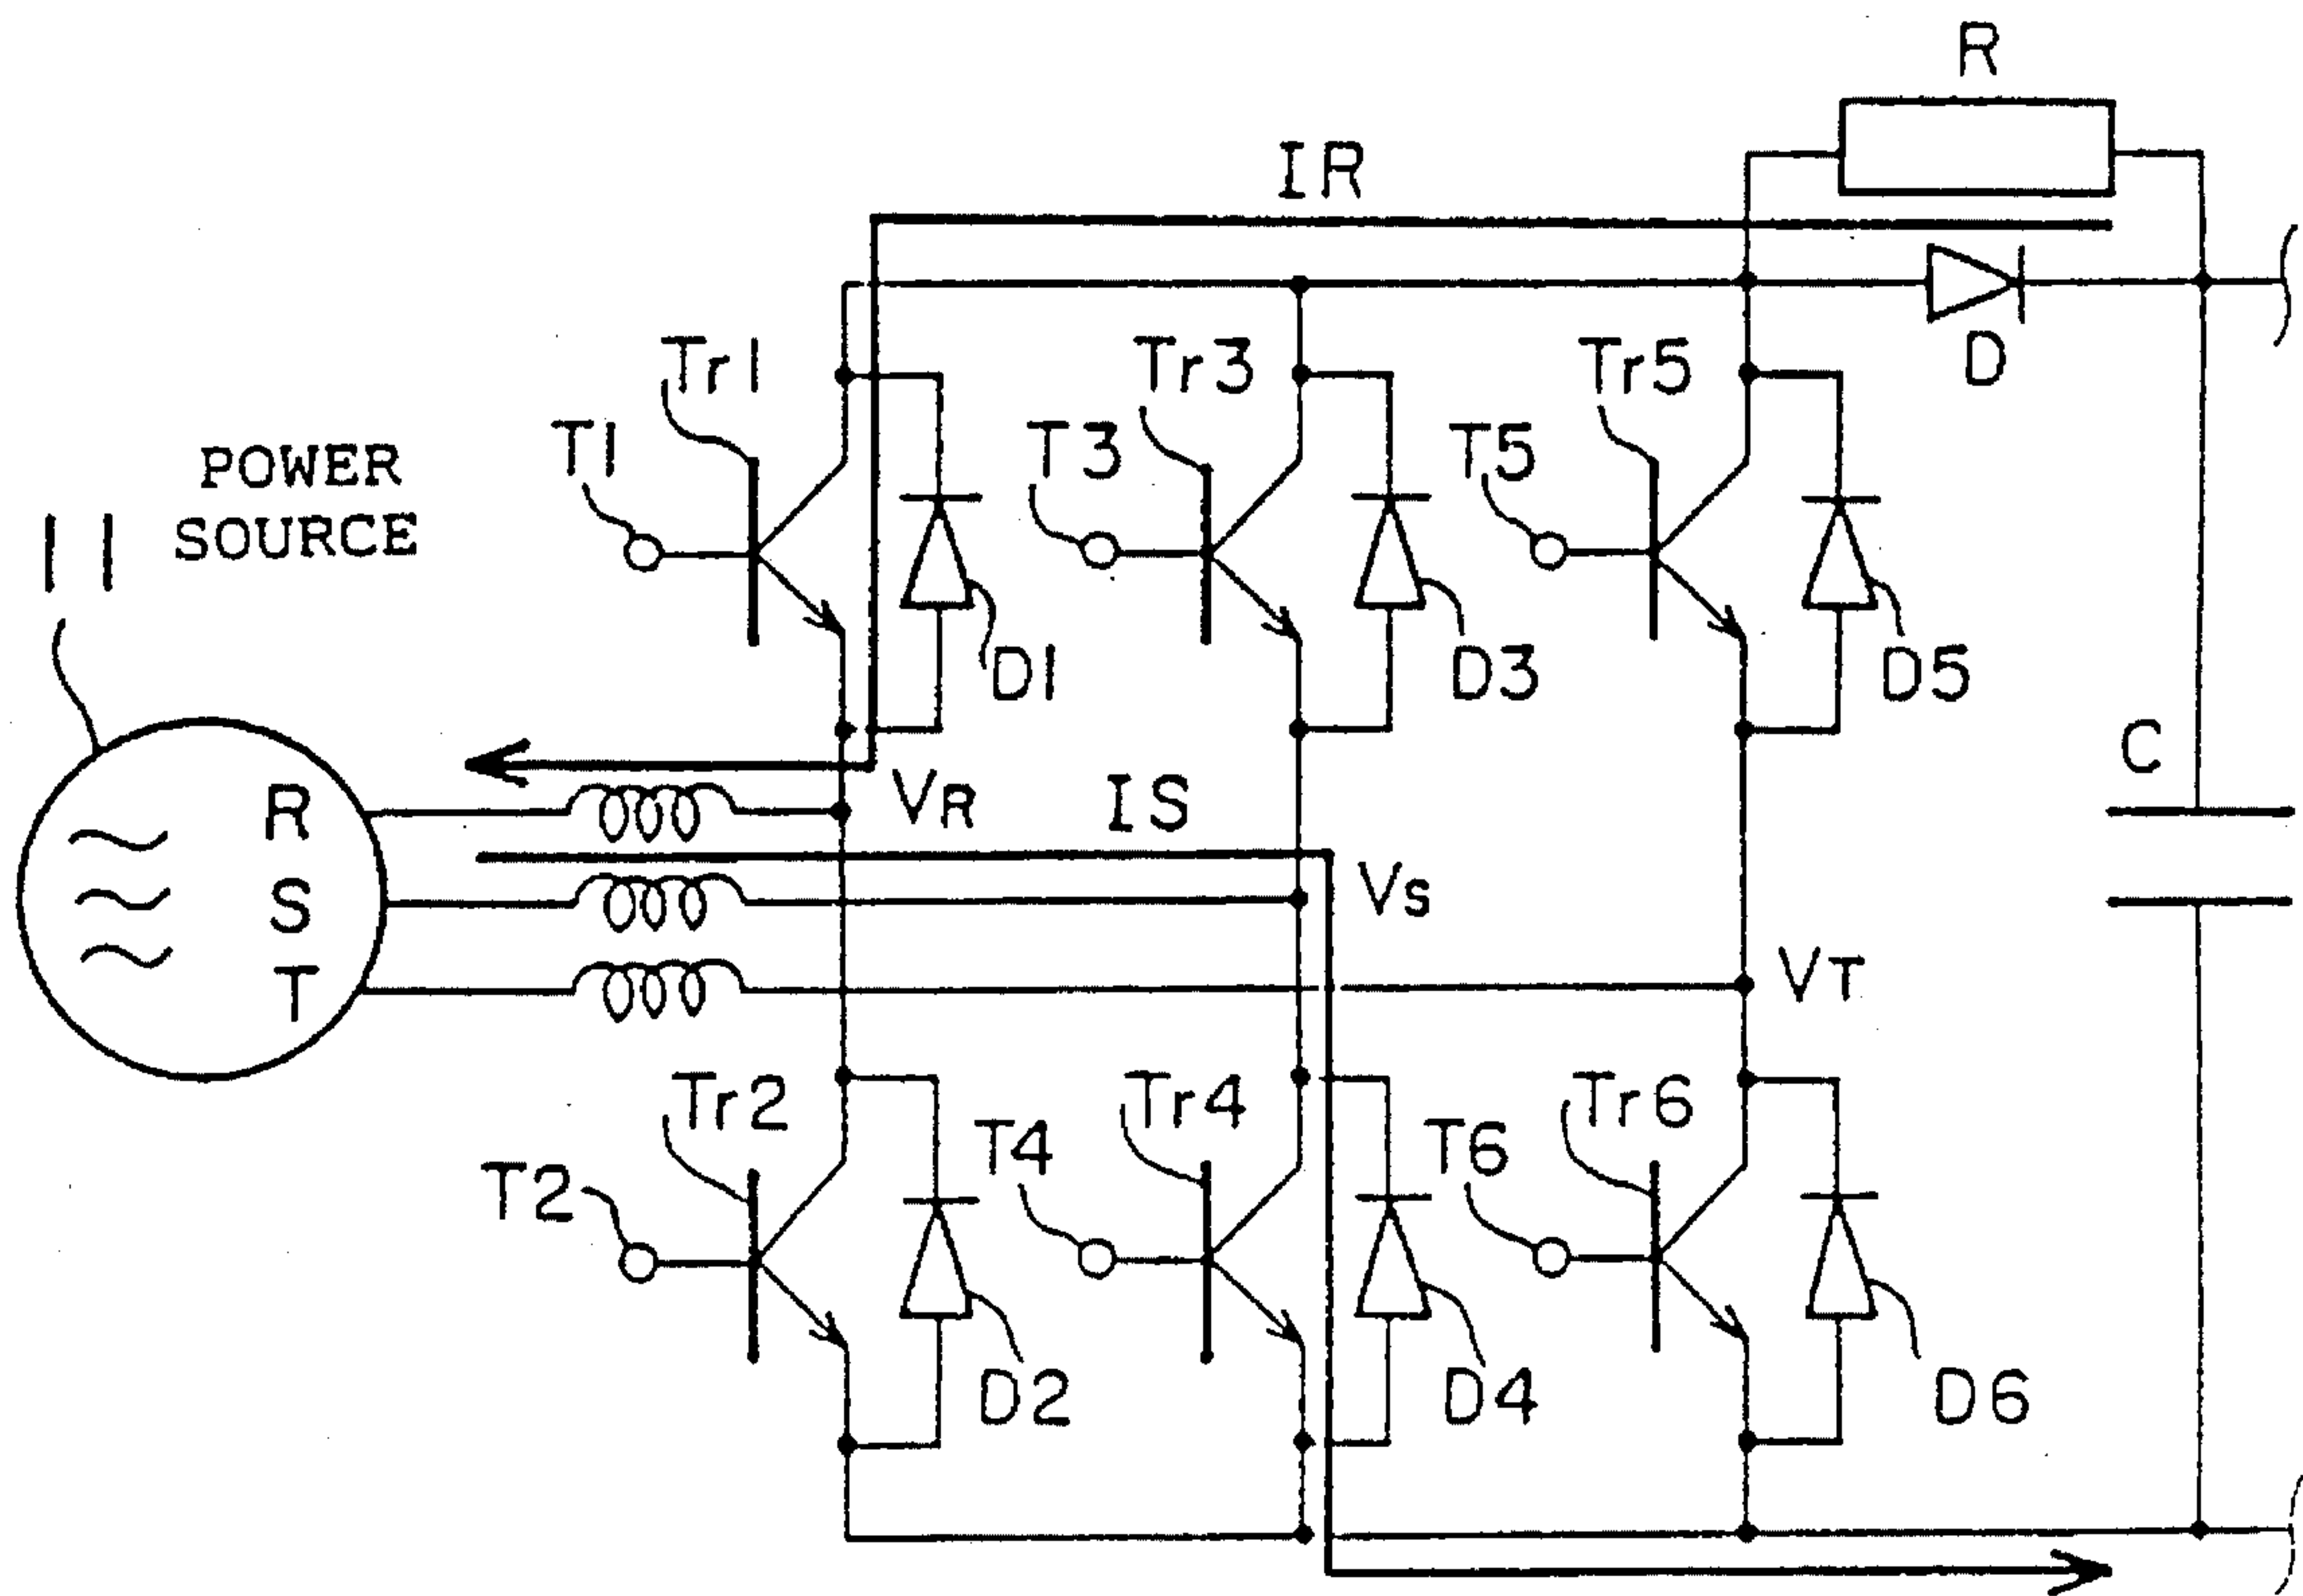 R
IR
D
Tr1
Tr3
Tr5
T1
T3
T5
POWER
SOURCE
11
D1
D3
D5
C
R
VR
IS
S
VS
T
VT
Tr2
Tr4
Tr6
T2
T4
T6
D2
D4
D6